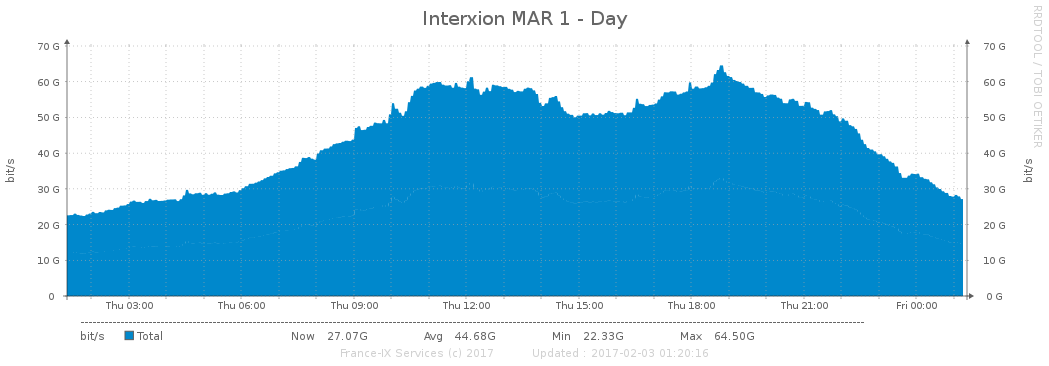 Interxion MAR 1 - Day
RRDTOOL / TOBI OETIKER
bit/s
70 G 70 G
60 G 60 G
50 G 50 G
40 G 40 G
30 G 30 G
20 G 20 G
10 G 10 G
0 0 G
bit/s
Thu 03:00 Thu 06:00 Thu 09:00 Thu 12:00 Thu 15:00 Thu 18:00 Thu 21:00 Fri 00:00
bit/s Total Now 27.07G Avg 44.68G Min 22.33G Max 64.50G
France-IX Services (c) 2017 Updated : 2017-02-03 01:20:16